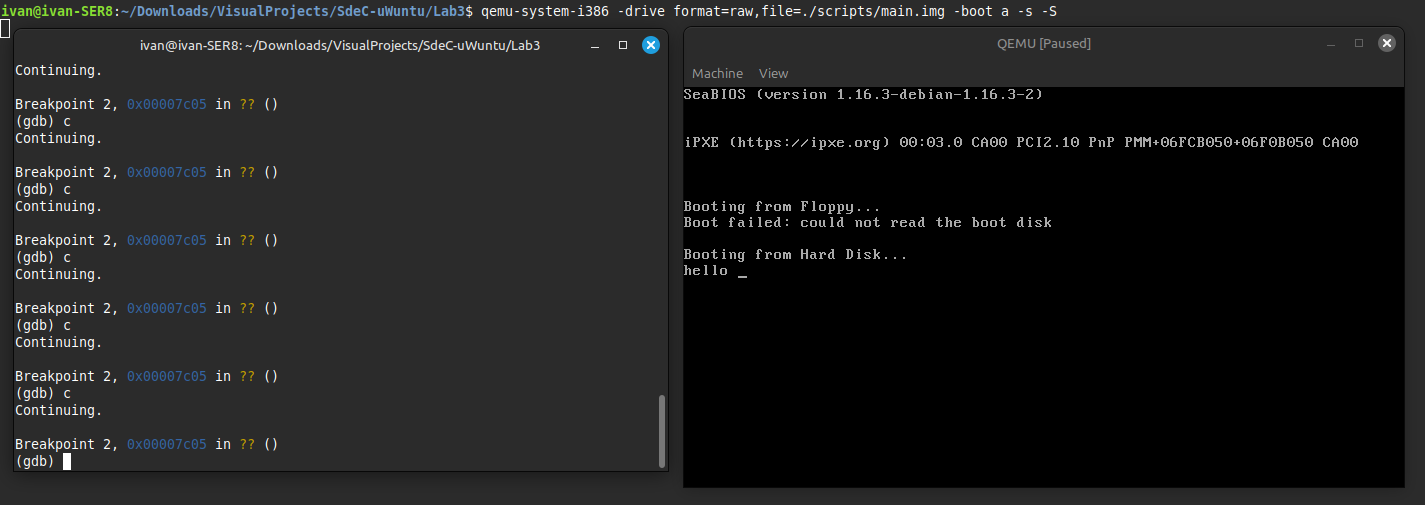 ivan@ivan-SER8:~/Downloads/VisualProjects/SdeC-uWuntu/Lab3$ qemu-system-i386 -drive format=raw,file=./scripts/main.img -boot a -s -S
ivan@ivan-SER8: ~/Downloads/VisualProjects/SdeC-uWuntu/Lab3
Continuing.
Breakpoint 2, 0x00007c05 in ?? ()
(gdb) c
Continuing.
Breakpoint 2, 0x00007c05 in ?? ()
(gdb) c
Continuing.
Breakpoint 2, 0x00007c05 in ?? ()
(gdb) c
Continuing.
Breakpoint 2, 0x00007c05 in ?? ()
(gdb) c
Continuing.
Breakpoint 2, 0x00007c05 in ?? ()
(gdb) c
Continuing.
Breakpoint 2, 0x00007c05 in ?? ()
(gdb)
QEMU [Paused]
Machine View
SeaBIOS (version 1.16.3-debian-1.16.3-2)
iPXE (https://ipxe.org) 00:03.0 CA00 PCI2.10 PnP PMM+06FCB050+06F0B050 CA00
Booting from Floppy...
Boot failed: could not read the boot disk
Booting from Hard Disk...
hello _